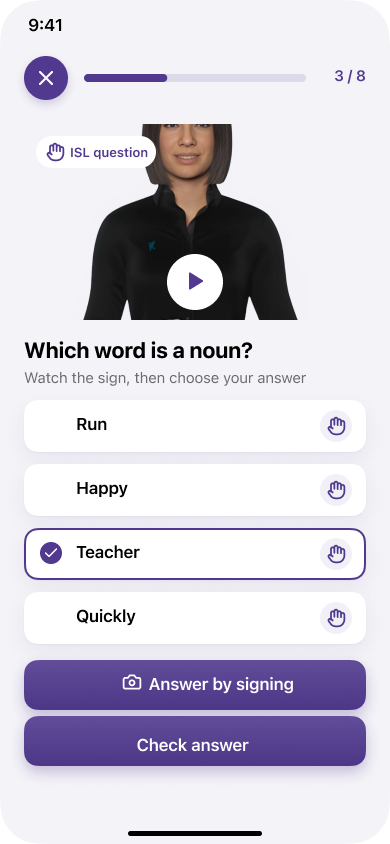 9:41
3 / 8
ISL question
Which word is a noun?
Watch the sign, then choose your answer
Run
Happy
Teacher
Quickly
Answer by signing
Check answer